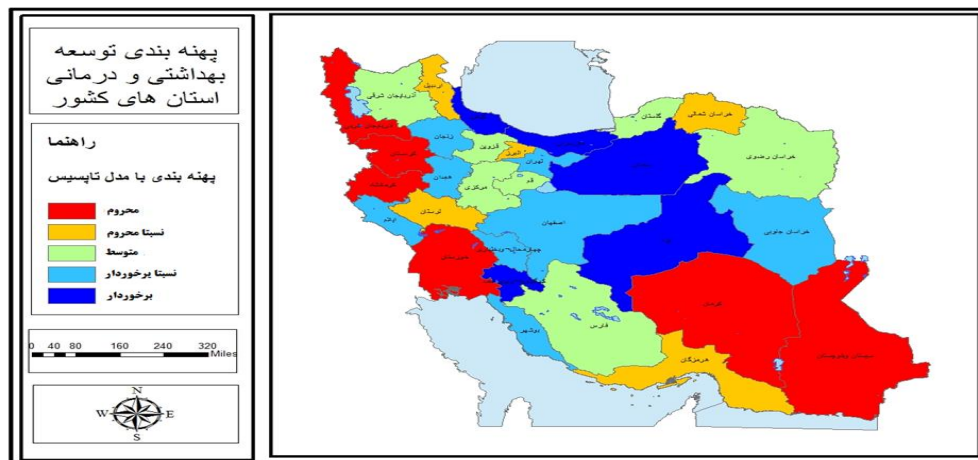 پهنه بندی توسعه
بهداشتی و درمانی
استان های کشور
راهنما
پهنه بندی با مدل تاپسیس
محروم
نسبتا محروم
متوسط
نسبتا برخوردار
برخوردار
0 40 80 160 240 320
Miles
N
W E
S
آذربایجان شرقی
اردبیل
زنجان
کردستان
همدان
قزوین
البرز
تهران
قم
مرکزی
لرستان
ایلام
خوزستان
اصفهان
گلستان
خراسان شمالی
خراسان رضوی
خراسان جنوبی
کرمان
سیستان وبلوچستان
هرمزگان
فارس
بوشهر